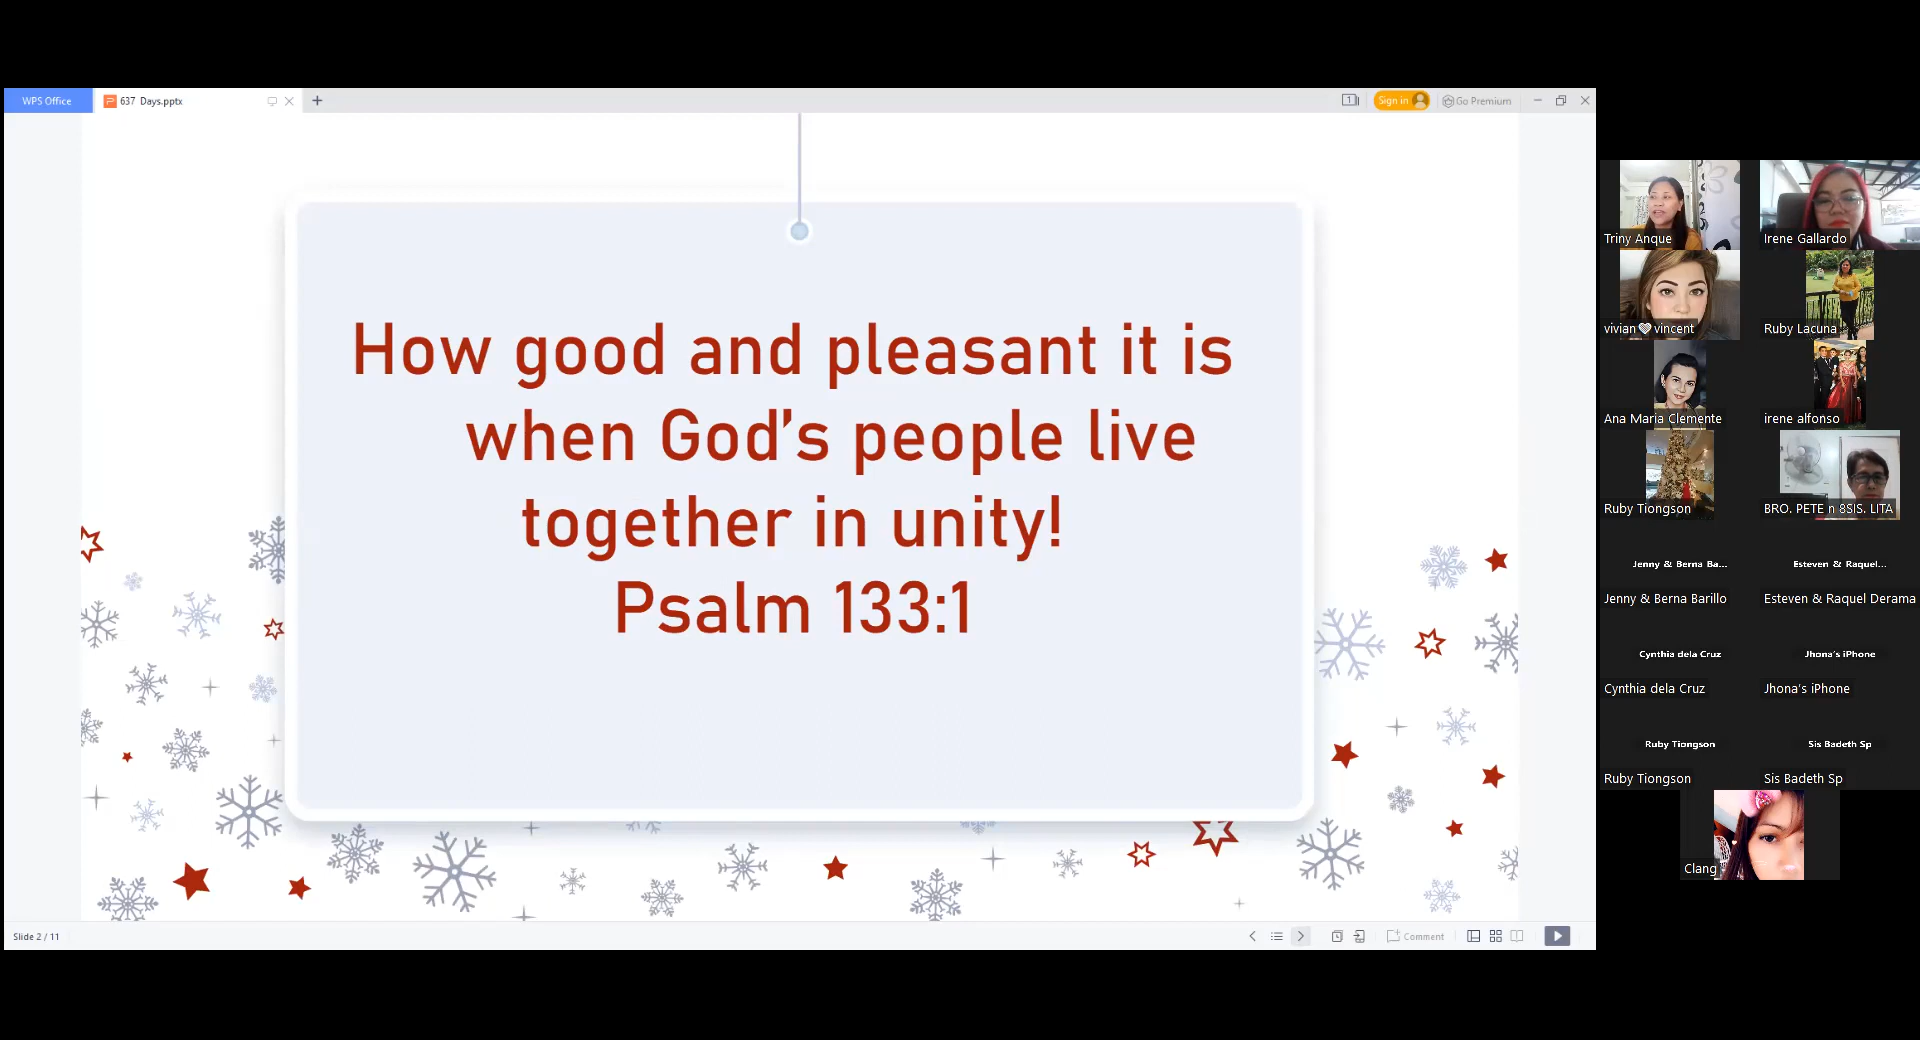 WPS Office
637 Days.pptx
1
Sign in
Go Premium
How good and pleasant it is
when God's people live
together in unity!
Psalm 133:1
Slide 2 / 11
Comment
Triny Anque
Irene Gallardo
vivian🤍vincent
Ruby Lacuna
Ana Maria Clemente
irene alfonso
Ruby Tiongson
BRO. PETE n 8SIS. LITA
Jenny & Berna Ba...
Esteven & Raquel...
Jenny & Berna Barillo
Esteven & Raquel Derama
Cynthia dela Cruz
Jhona's iPhone
Cynthia dela Cruz
Jhona's iPhone
Ruby Tiongson
Sis Badeth Sp
Ruby Tiongson
Sis Badeth Sp
Clang